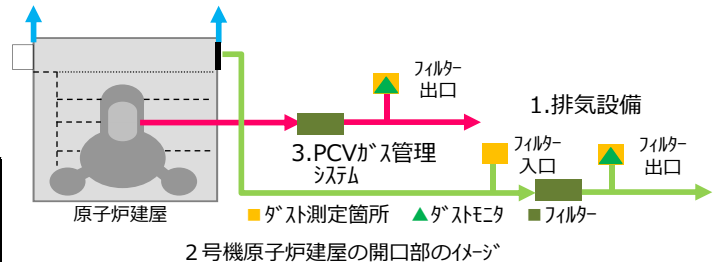 ﾌｨﾙﾀｰ
出口
1.排気設備
3.PCVｶﾞｽ管理
ｼｽﾃﾑ
ﾌｨﾙﾀｰ
入口
ﾌｨﾙﾀｰ
出口
原子炉建屋
■ﾀﾞｽﾄ測定箇所 ▲ﾀﾞｽﾄﾓﾆﾀ ■ﾌｨﾙﾀｰ
２号機原子炉建屋の開口部のｲﾒｰｼﾞ